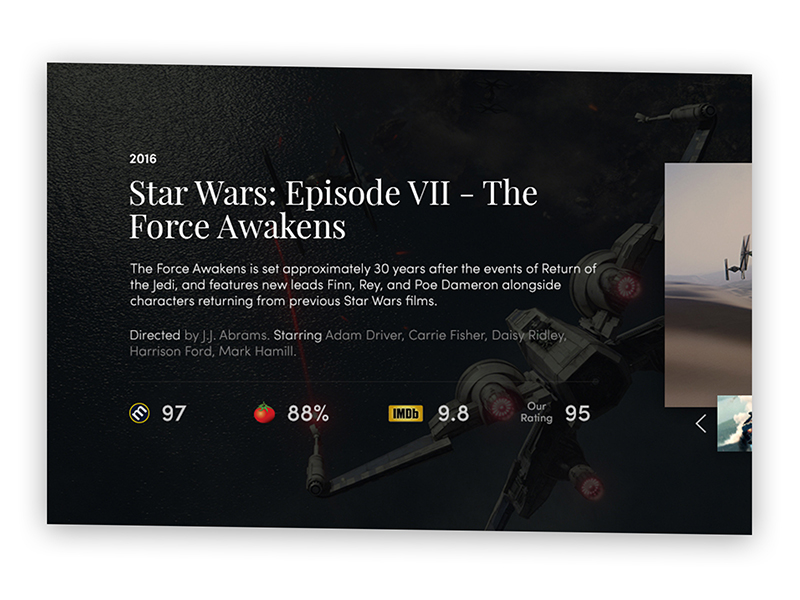 2016
Star Wars: Episode VII – The
Force Awakens
The Force Awakens is set approximately 30 years after the events of Return of
the Jedi, and features new leads Finn, Rey, and Poe Dameron alongside
characters returning from previous Star Wars films.
Directed by J.J. Abrams. Starring Adam Driver, Carrie Fisher, Daisy Ridley,
Harrison Ford, Mark Hamill.
m 97 88% IMDb 9.8 Our Rating 95